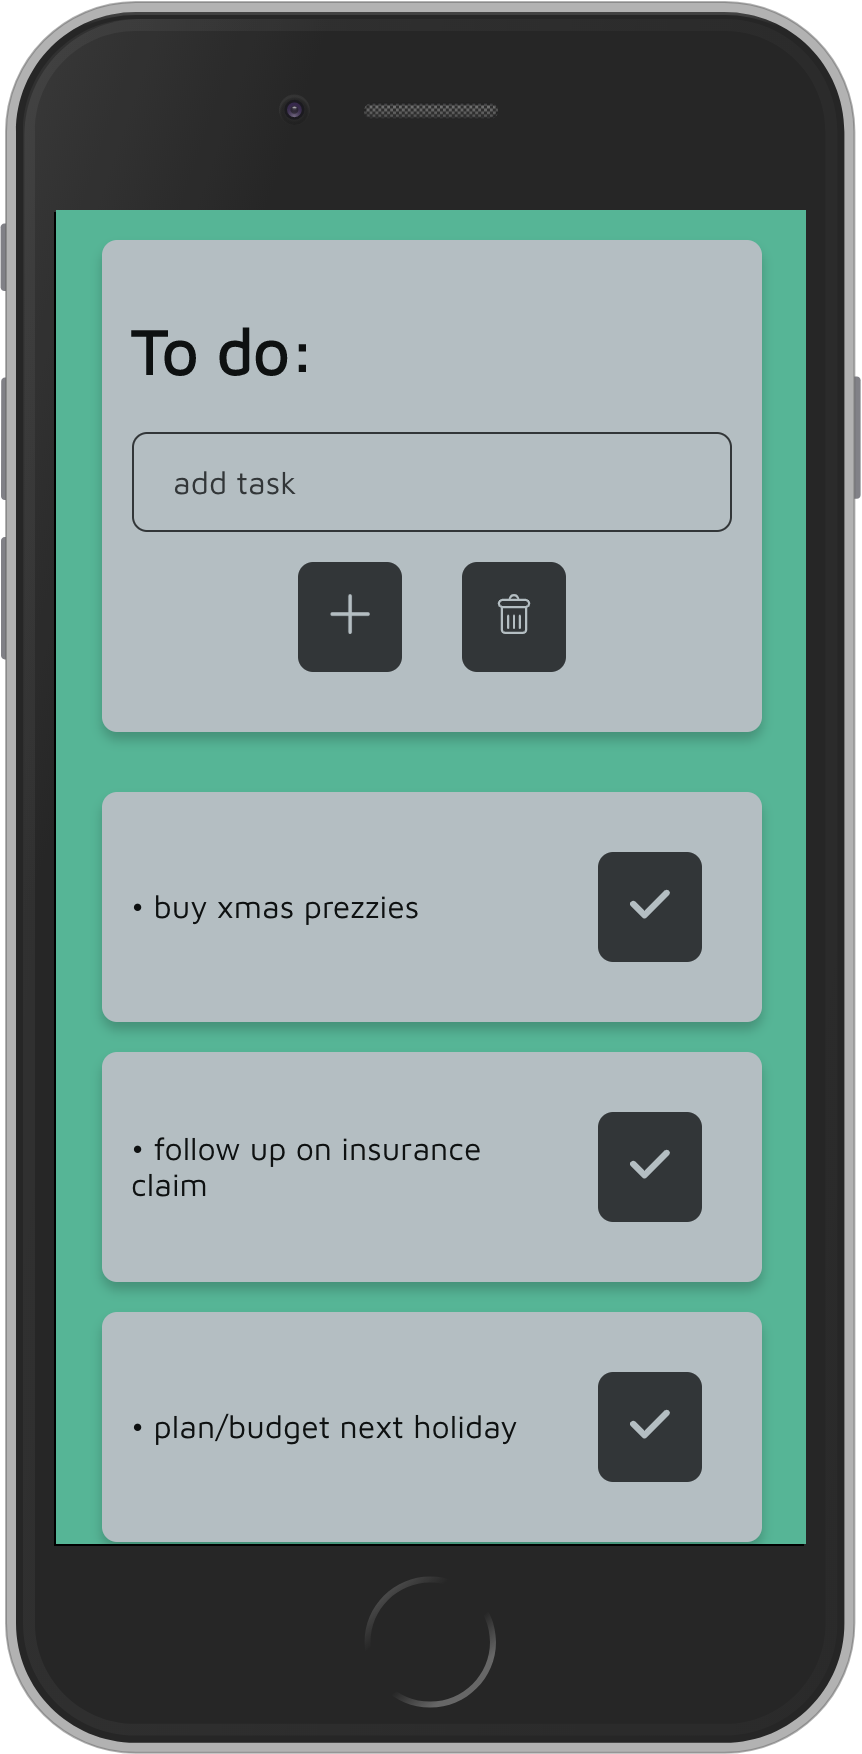 To do:
add task
• buy xmas prezzies
• follow up on insurance
claim
• plan/budget next holiday